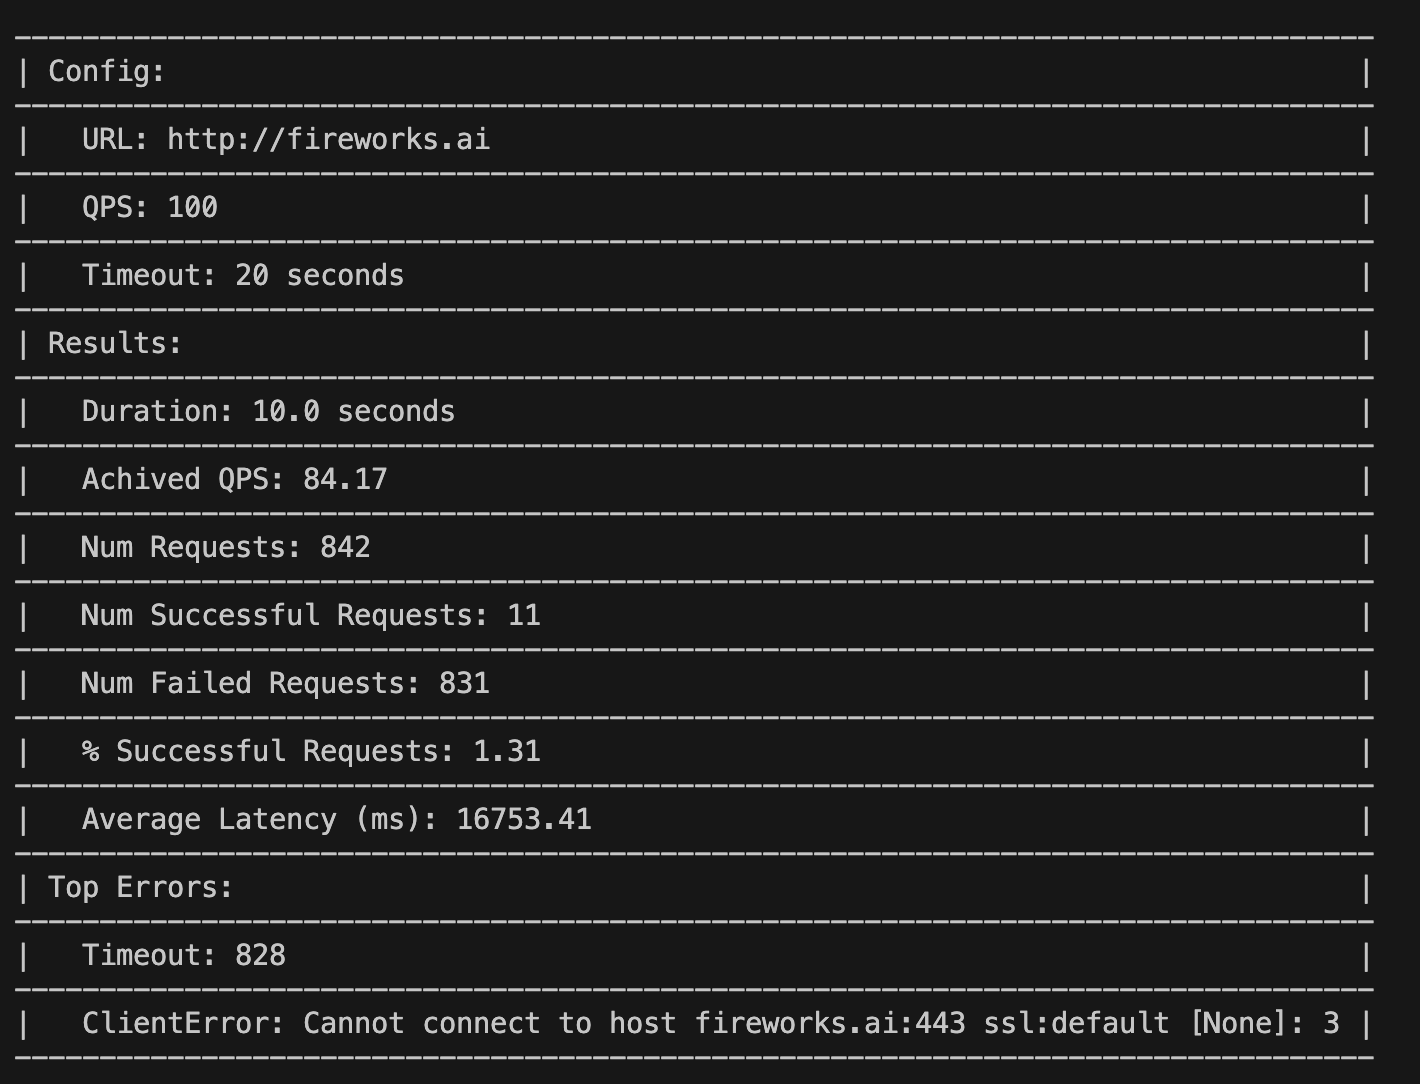 | Config: |
| URL: http://fireworks.ai |
| QPS: 100 |
| Timeout: 20 seconds |
| Results: |
| Duration: 10.0 seconds |
| Achived QPS: 84.17 |
| Num Requests: 842 |
| Num Successful Requests: 11 |
| Num Failed Requests: 831 |
| % Successful Requests: 1.31 |
| Average Latency (ms): 16753.41 |
| Top Errors: |
| Timeout: 828 |
| ClientError: Cannot connect to host fireworks.ai:443 ssl:default [None]: 3 |